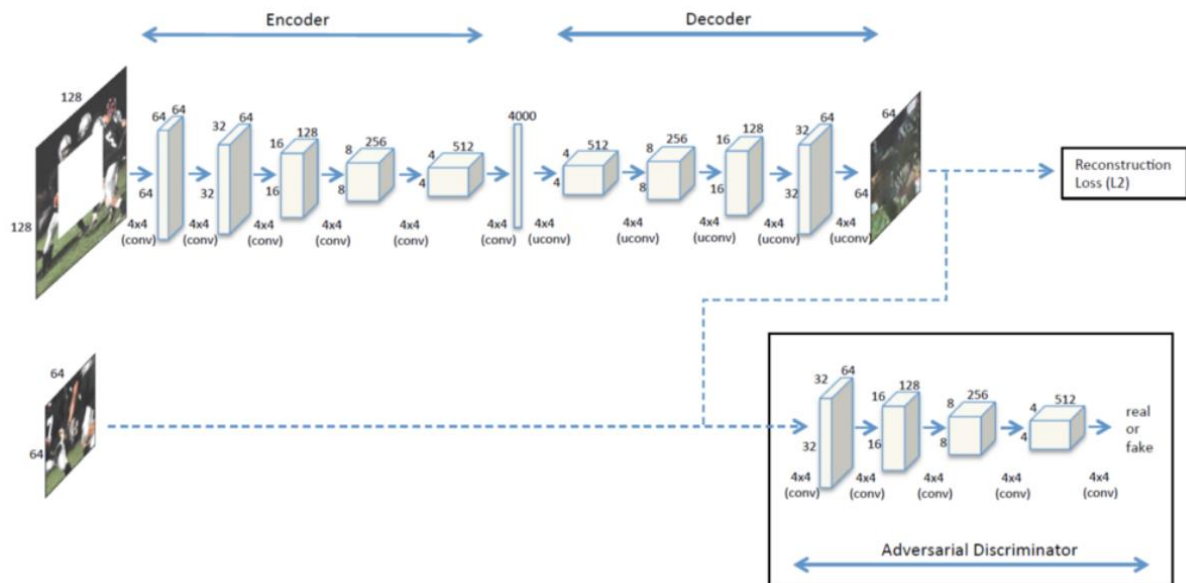 Encoder
Decoder
128
128
64 64
64
4x4
(conv)
32 64
32
4x4
(conv)
16 128
16
4x4
(conv)
8 256
8
4x4
(conv)
4 512
4
4x4
(conv)
4000
4x4
(conv)
4x4
(uconv)
4 512
4
4x4
(uconv)
8 256
8
4x4
(uconv)
16 128
16
4x4
(uconv)
32 64
32
4x4
(uconv)
64
64
Reconstruction
Loss (L2)
64
64
32 64
32
4x4
(conv)
16 128
16
4x4
(conv)
8 256
8
4x4
(conv)
4 512
4
4x4
(conv)
4x4
(conv)
real
or
fake
Adversarial Discriminator